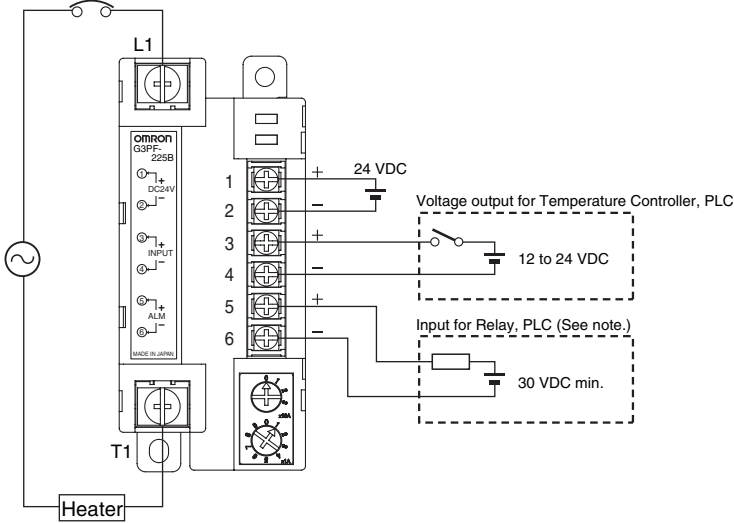 L1
OMRON
G3PF-
225B
1
+
DC24V
2
−
3
+
INPUT
4
−
5
+
ALM
6
−
MADE IN JAPAN
T1
Heater
1
2
3
4
5
6
+
−
+
−
+
−
24 VDC
Voltage output for Temperature Controller, PLC
12 to 24 VDC
Input for Relay, PLC (See note.)
30 VDC min.
x10A
x1A